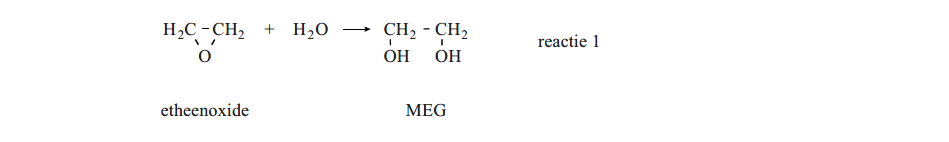 H₂C - CH₂ + H₂O ⟶ CH₂ - CH₂
O OH OH
reactie 1
etheenoxide MEG